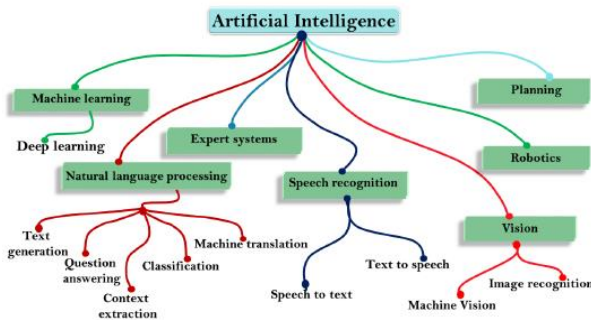 Artificial Intelligence
Machine learning
Planning
Deep learning
Expert systems
Robotics
Natural language processing
Speech recognition
Vision
Text
generation
Question
answering
Context
extraction
Classification
Machine translation
Speech to text
Text to speech
Machine Vision
Image recognition